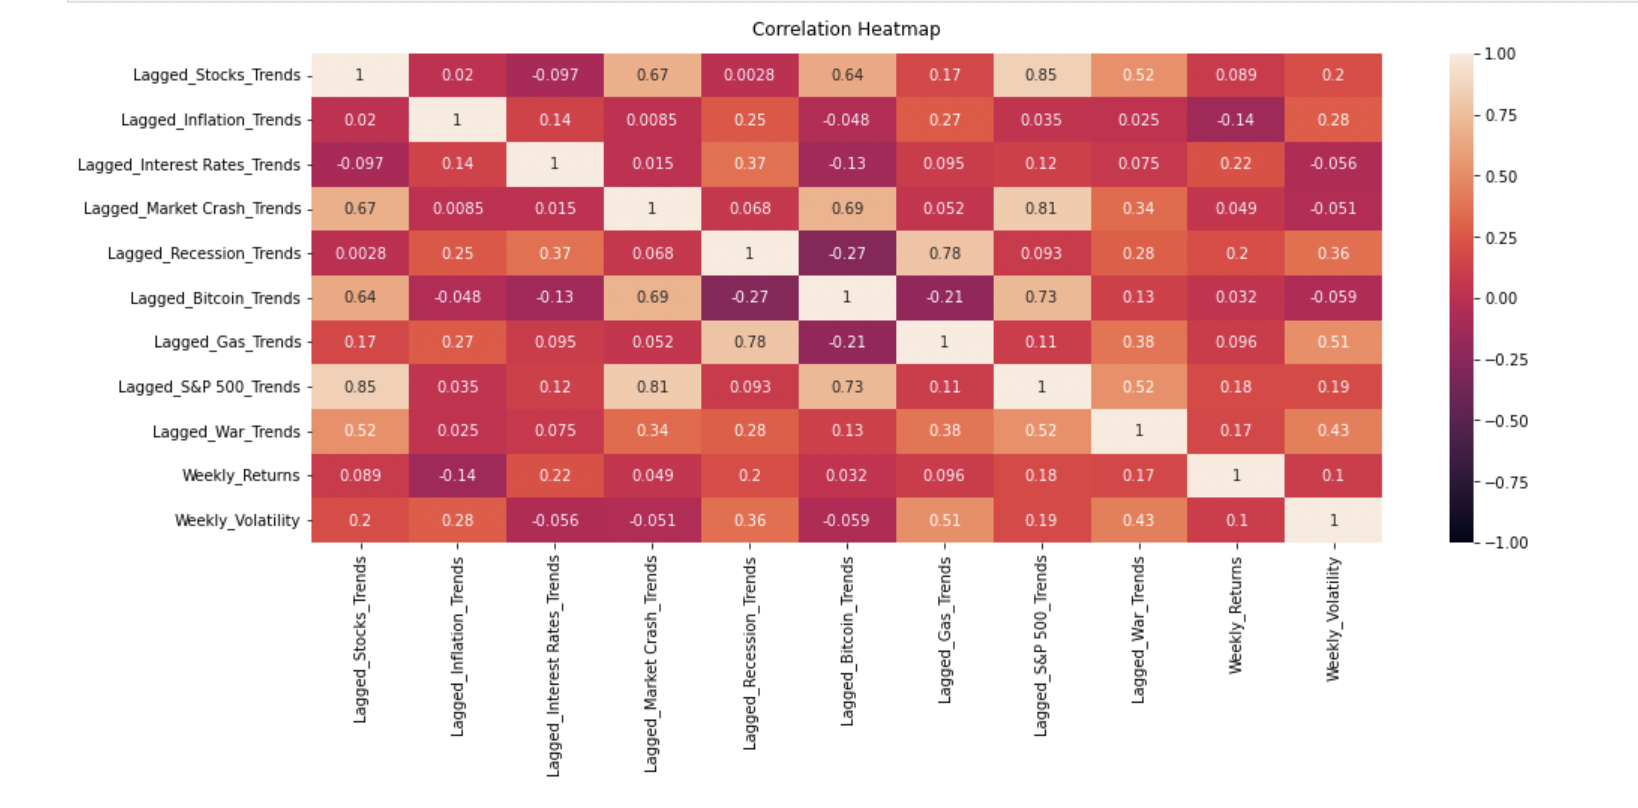 Correlation Heatmap
Lagged_Stocks_Trends 1 0.02 -0.097 0.67 0.0028 0.64 0.17 0.85 0.52 0.089 0.2
Lagged_Inflation_Trends 0.02 1 0.14 0.0085 0.25 -0.048 0.27 0.035 0.025 -0.14 0.28
Lagged_Interest Rates_Trends -0.097 0.14 1 0.015 0.37 -0.13 0.095 0.12 0.075 0.22 -0.056
Lagged_Market Crash_Trends 0.67 0.0085 0.015 1 0.068 0.69 0.052 0.81 0.34 0.049 -0.051
Lagged_Recession_Trends 0.0028 0.25 0.37 0.068 1 -0.27 0.78 0.093 0.28 0.2 0.36
Lagged_Bitcoin_Trends 0.64 -0.048 -0.13 0.69 -0.27 1 -0.21 0.73 0.13 0.032 -0.059
Lagged_Gas_Trends 0.17 0.27 0.095 0.052 0.78 -0.21 1 0.11 0.38 0.096 0.51
Lagged_S&P 500_Trends 0.85 0.035 0.12 0.81 0.093 0.73 0.11 1 0.52 0.18 0.19
Lagged_War_Trends 0.52 0.025 0.075 0.34 0.28 0.13 0.38 0.52 1 0.17 0.43
Weekly_Returns 0.089 -0.14 0.22 0.049 0.2 0.032 0.096 0.18 0.17 1 0.1
Weekly_Volatility 0.2 0.28 -0.056 -0.051 0.36 -0.059 0.51 0.19 0.43 0.1 1
Lagged_Stocks_Trends
Lagged_Inflation_Trends
Lagged_Interest Rates_Trends
Lagged_Market Crash_Trends
Lagged_Recession_Trends
Lagged_Bitcoin_Trends
Lagged_Gas_Trends
Lagged_S&P 500_Trends
Lagged_War_Trends
Weekly_Returns
Weekly_Volatility
1.00
0.75
0.50
0.25
0.00
−0.25
−0.50
−0.75
−1.00